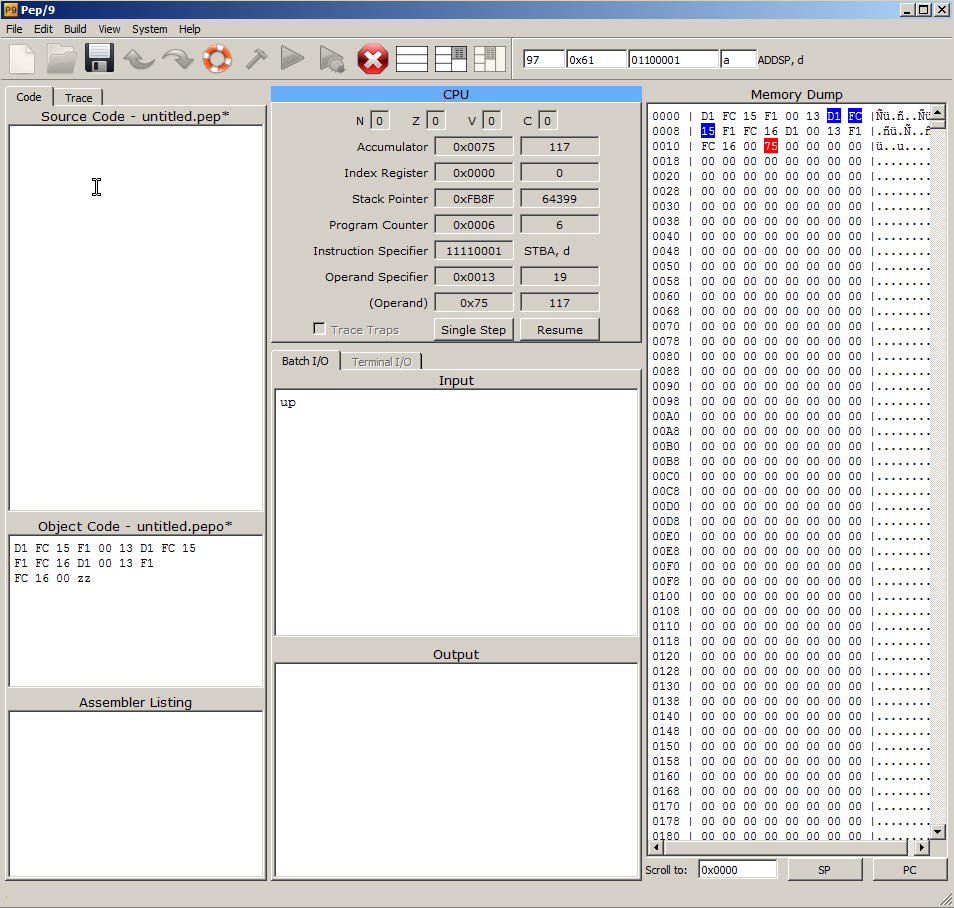 Pep/9
File Edit Build View System Help
97 0x61 01100001 a ADDSP, d
Code Trace
Source Code - untitled.pep*
Object Code - untitled.pepo*
D1 FC 15 F1 00 13 D1 FC 15
F1 FC 16 D1 00 13 F1
FC 16 00 zz
Assembler Listing
CPU
N 0 Z 0 V 0 C 0
Accumulator 0x0075 117
Index Register 0x0000 0
Stack Pointer 0xFB8F 64399
Program Counter 0x0006 6
Instruction Specifier 11110001 STBA, d
Operand Specifier 0x0013 19
(Operand) 0x75 117
Trace Traps Single Step Resume
Batch I/O Terminal I/O
Input
up
Output
Memory Dump
0000 | D1 FC 15 F1 00 13 D1 FC |Ñü.ñ..Ñü
0008 | 15 F1 FC 16 D1 00 13 F1 |.ñü.Ñ..ñ
0010 | FC 16 00 75 00 00 00 00 |ü..u....
0018 | 00 00 00 00 00 00 00 00 |........
0020 | 00 00 00 00 00 00 00 00 |........
0028 | 00 00 00 00 00 00 00 00 |........
0030 | 00 00 00 00 00 00 00 00 |........
0038 | 00 00 00 00 00 00 00 00 |........
0040 | 00 00 00 00 00 00 00 00 |........
0048 | 00 00 00 00 00 00 00 00 |........
0050 | 00 00 00 00 00 00 00 00 |........
0058 | 00 00 00 00 00 00 00 00 |........
0060 | 00 00 00 00 00 00 00 00 |........
0068 | 00 00 00 00 00 00 00 00 |........
0070 | 00 00 00 00 00 00 00 00 |........
0078 | 00 00 00 00 00 00 00 00 |........
0080 | 00 00 00 00 00 00 00 00 |........
0088 | 00 00 00 00 00 00 00 00 |........
0090 | 00 00 00 00 00 00 00 00 |........
0098 | 00 00 00 00 00 00 00 00 |........
00A0 | 00 00 00 00 00 00 00 00 |........
00A8 | 00 00 00 00 00 00 00 00 |........
00B0 | 00 00 00 00 00 00 00 00 |........
00B8 | 00 00 00 00 00 00 00 00 |........
00C0 | 00 00 00 00 00 00 00 00 |........
00C8 | 00 00 00 00 00 00 00 00 |........
00D0 | 00 00 00 00 00 00 00 00 |........
00D8 | 00 00 00 00 00 00 00 00 |........
00E0 | 00 00 00 00 00 00 00 00 |........
00E8 | 00 00 00 00 00 00 00 00 |........
00F0 | 00 00 00 00 00 00 00 00 |........
00F8 | 00 00 00 00 00 00 00 00 |........
0100 | 00 00 00 00 00 00 00 00 |........
0108 | 00 00 00 00 00 00 00 00 |........
0110 | 00 00 00 00 00 00 00 00 |........
0118 | 00 00 00 00 00 00 00 00 |........
0120 | 00 00 00 00 00 00 00 00 |........
0128 | 00 00 00 00 00 00 00 00 |........
0130 | 00 00 00 00 00 00 00 00 |........
0138 | 00 00 00 00 00 00 00 00 |........
0140 | 00 00 00 00 00 00 00 00 |........
0148 | 00 00 00 00 00 00 00 00 |........
0150 | 00 00 00 00 00 00 00 00 |........
0158 | 00 00 00 00 00 00 00 00 |........
0160 | 00 00 00 00 00 00 00 00 |........
0168 | 00 00 00 00 00 00 00 00 |........
0170 | 00 00 00 00 00 00 00 00 |........
0178 | 00 00 00 00 00 00 00 00 |........
0180 | 00 00 00 00 00 00 00 00 |........
Scroll to: 0x0000 SP PC